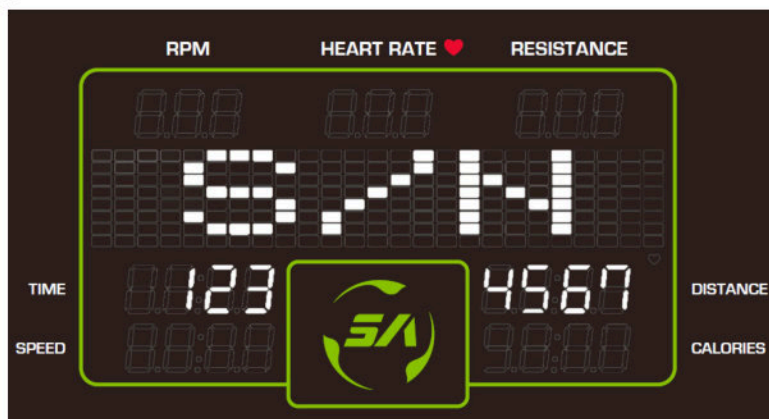 RPM HEART RATE RESISTANCE
S/N
TIME 123 4567 DISTANCE
SPEED SA CALORIES